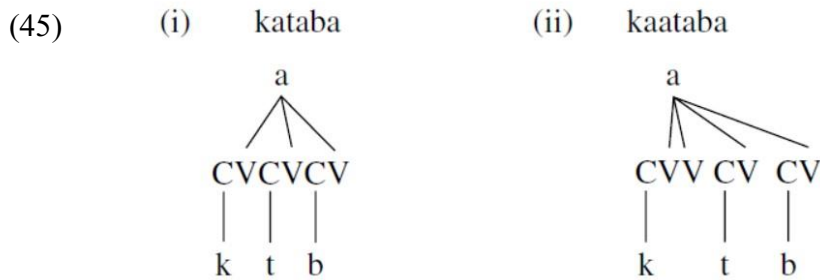 (45) (i) kataba (ii) kaataba
a a
CVCVCV CVV CV CV
k t b k t b